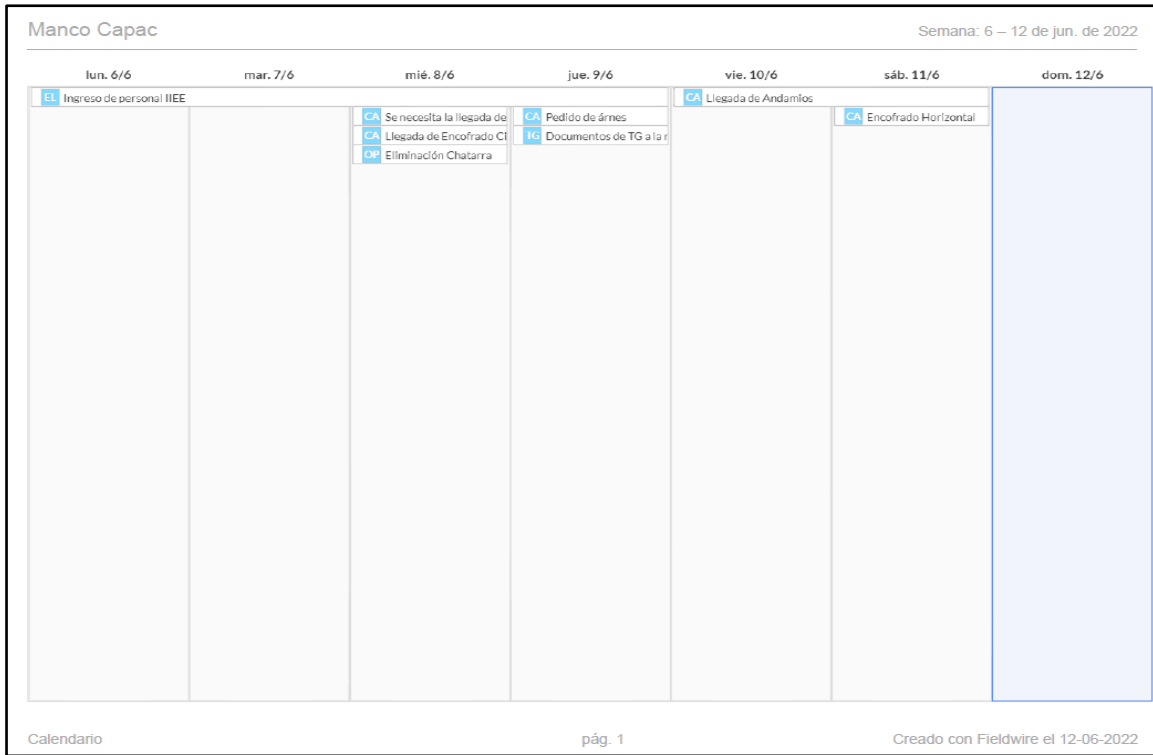 Manco Capac
Semana: 6 – 12 de jun. de 2022
lun. 6/6 mar. 7/6 mié. 8/6 jue. 9/6 vie. 10/6 sáb. 11/6 dom. 12/6
EL Ingreso de personal IIEE
CA Llegada de Andamios
CA Se necesita la llegada de
CA Pedido de árnes
CA Encofrado Horizontal
CA Llegada de Encofrado Ci
TG Documentos de TG a la r
OP Eliminación Chatarra
Calendario
pág. 1
Creado con Fieldwire el 12-06-2022